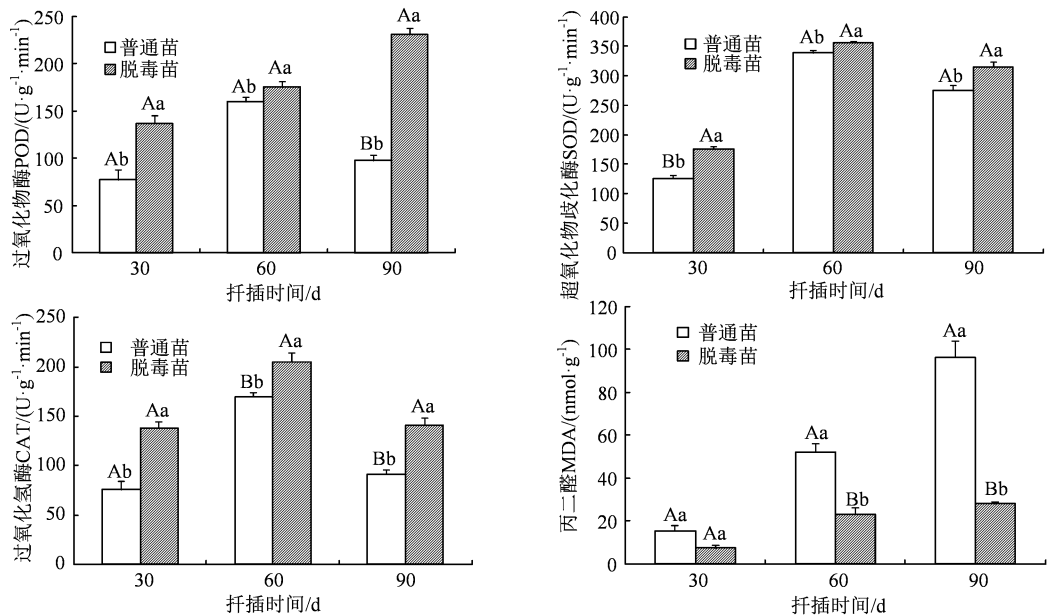 过氧化物酶POD/(U·g⁻¹·min⁻¹)
250
200
150
100
50
0
普通苗
脱毒苗
Ab
Aa
Ab
Aa
Bb
Aa
30
60
90
扦插时间/d
超氧化物歧化酶SOD/(U·g⁻¹·min⁻¹)
400
350
300
250
200
150
100
50
0
普通苗
脱毒苗
Bb
Aa
Ab
Aa
Ab
Aa
30
60
90
扦插时间/d
过氧化氢酶CAT/(U·g⁻¹·min⁻¹)
250
200
150
100
50
0
普通苗
脱毒苗
Ab
Aa
Bb
Aa
Bb
Aa
30
60
90
扦插时间/d
丙二醛MDA/(nmol·g⁻¹)
120
100
80
60
40
20
0
普通苗
脱毒苗
Aa
Aa
Aa
Bb
Aa
Bb
30
60
90
扦插时间/d